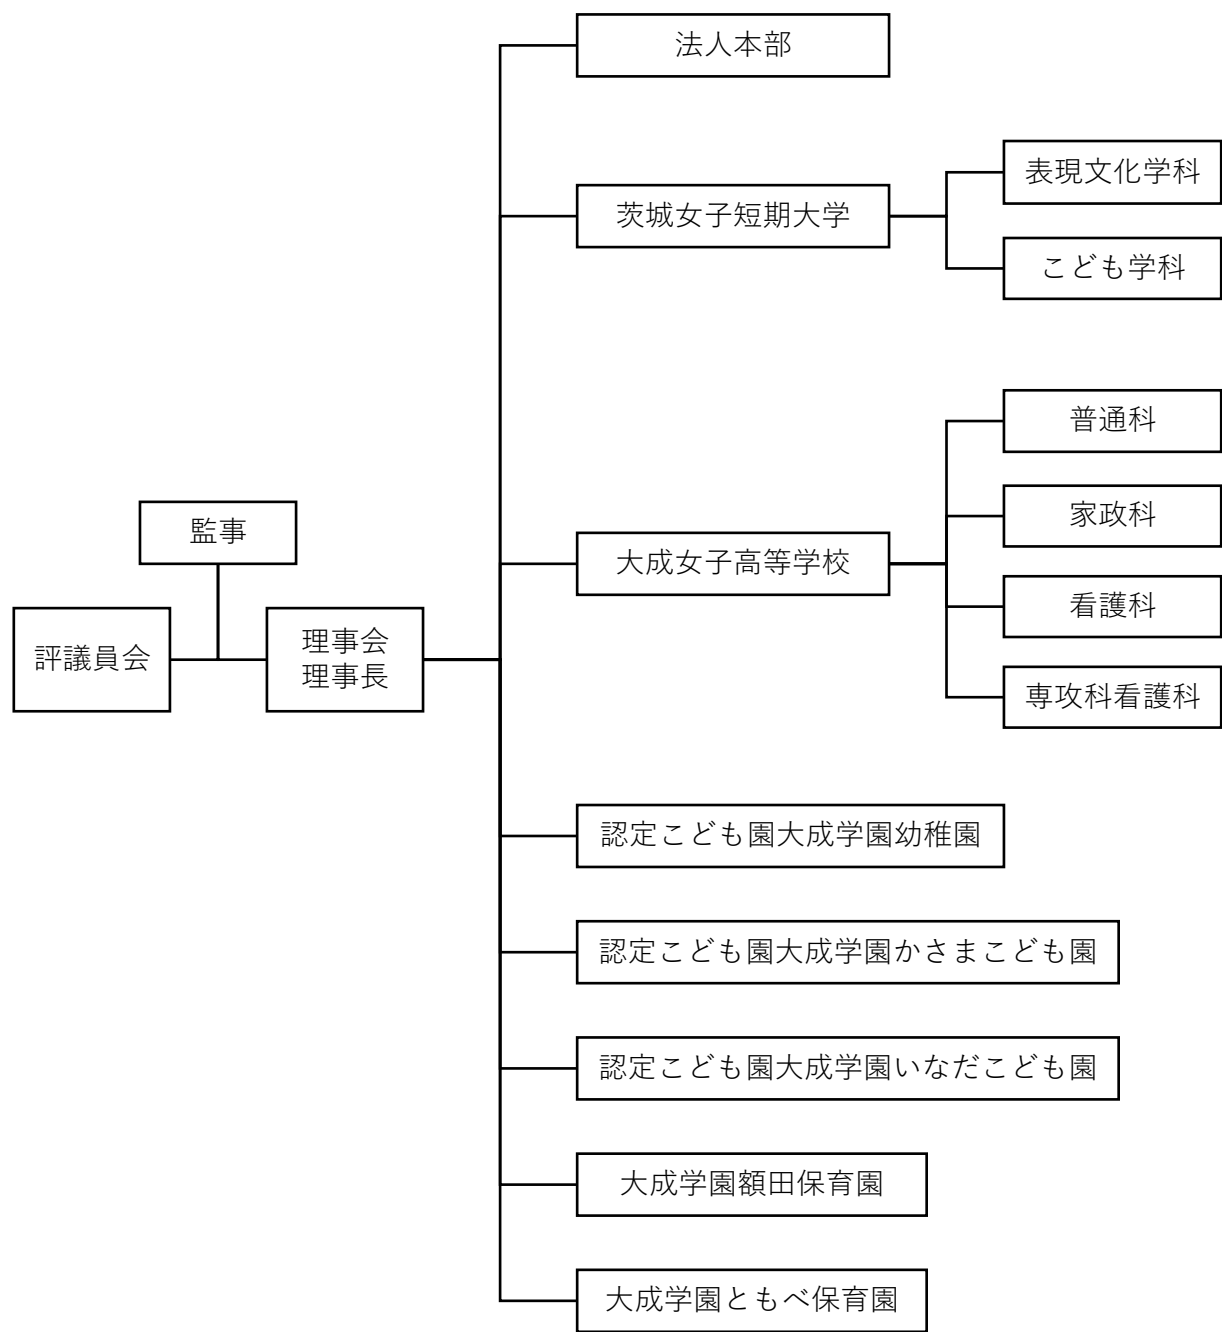 法人本部
茨城女子短期大学
表現文化学科
こども学科
普通科
家政科
監事
大成女子高等学校
看護科
評議員会
理事会
理事長
専攻科看護科
認定こども園大成学園幼稚園
認定こども園大成学園かさまこども園
認定こども園大成学園いなだこども園
大成学園額田保育園
大成学園ともべ保育園